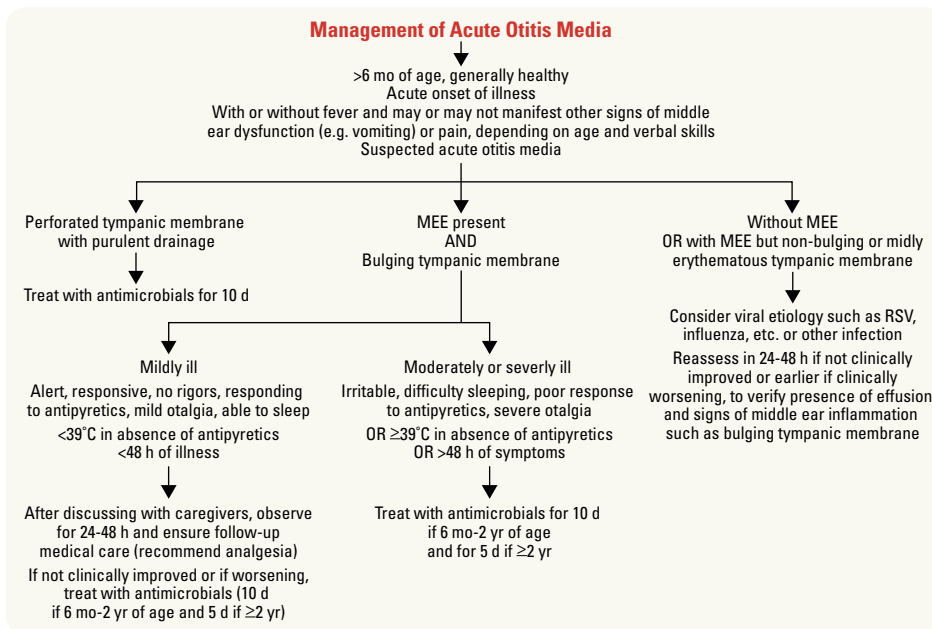 Management of Acute Otitis Media
>6 mo of age, generally healthy
Acute onset of illness
With or without fever and may or may not manifest other signs of middle
ear dysfunction (e.g. vomiting) or pain, depending on age and verbal skills
Suspected acute otitis media
Perforated tympanic membrane
with purulent drainage
Treat with antimicrobials for 10 d
MEE present
AND
Bulging tympanic membrane
Without MEE
OR with MEE but non-bulging or midly
erythematous tympanic membrane
Mildly ill
Alert, responsive, no rigors, responding
to antipyretics, mild otalgia, able to sleep
<39˚C in absence of antipyretics
<48 h of illness
After discussing with caregivers, observe
for 24-48 h and ensure follow-up
medical care (recommend analgesia)
If not clinically improved or if worsening,
treat with antimicrobials (10 d
if 6 mo-2 yr of age and 5 d if ≥2 yr)
Moderately or severly ill
Irritable, difficulty sleeping, poor response
to antipyretics, severe otalgia
OR ≥39˚C in absence of antipyretics
OR >48 h of symptoms
Treat with antimicrobials for 10 d
if 6 mo-2 yr of age
and for 5 d if ≥2 yr
Consider viral etiology such as RSV,
influenza, etc. or other infection
Reassess in 24-48 h if not clinically
improved or earlier if clinically
worsening, to verify presence of effusion
and signs of middle ear inflammation
such as bulging tympanic membrane